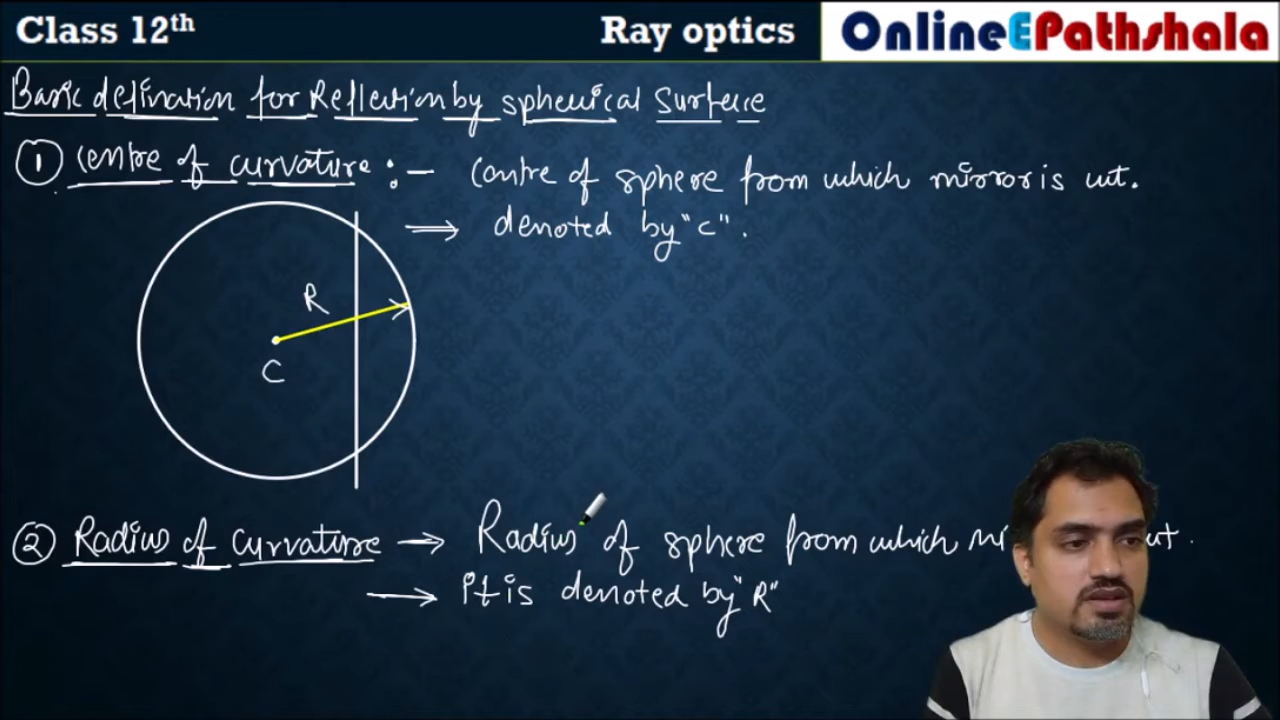 Class 12th
Ray optics
OnlineEPathshala
Basic defination for Reflection by spherical surface
① Centre of curvature :- Centre of sphere from which mirror is cut.
⟹ denoted by "C".
R
C
② Radius of curvature → Radius of sphere from which ut.
→ it is denoted by "R"